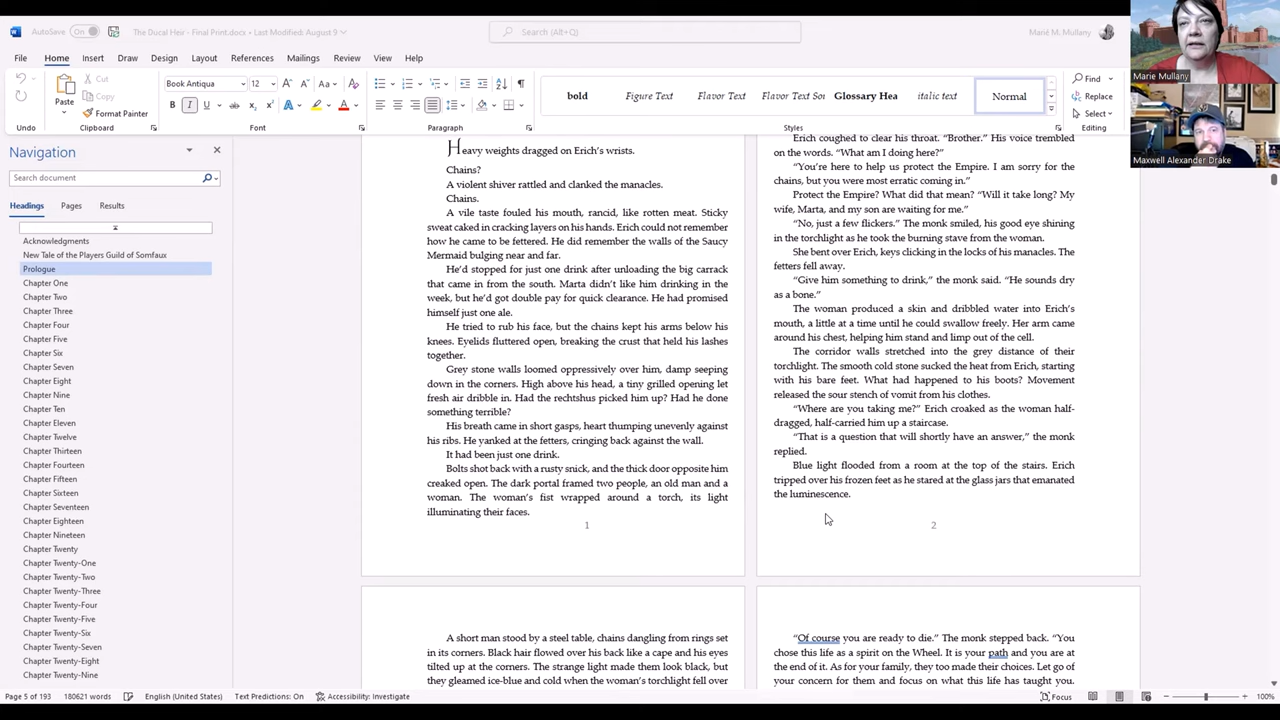 AutoSave
On
The Ducal Heir - Final Print.docx • Last Modified: August 9
Search (Alt+Q)
Marié M. Mullany
File Home Insert Draw Design Layout References Mailings Review View Help
Paste
Cut
Copy
Format Painter
Book Antiqua 12
bold Figure Text Flavor Text Flavor Text Sou Glossary Hea italic text Normal
Find
Replace
Select
Undo Clipboard Font Paragraph Styles Editing
Marie Mullany
Maxwell Alexander Drake
Navigation
Search document
Headings Pages Results
Acknowledgments
New Tale of the Players Guild of Somfaux
Prologue
Chapter One
Chapter Two
Chapter Three
Chapter Four
Chapter Five
Chapter Six
Chapter Seven
Chapter Eight
Chapter Nine
Chapter Ten
Chapter Eleven
Chapter Twelve
Chapter Thirteen
Chapter Fourteen
Chapter Fifteen
Chapter Sixteen
Chapter Seventeen
Chapter Eighteen
Chapter Nineteen
Chapter Twenty
Chapter Twenty-One
Chapter Twenty-Two
Chapter Twenty-Three
Chapter Twenty-Four
Chapter Twenty-Five
Chapter Twenty-Six
Chapter Twenty-Seven
Chapter Twenty-Eight
Chapter Twenty-Nine
Heavy weights dragged on Erich's wrists.
Chains?
A violent shiver rattled and clanked the manacles.
Chains.
A vile taste fouled his mouth, rancid, like rotten meat. Sticky
sweat caked in cracking layers on his hands. Erich could not remember
how he came to be fettered. He did remember the walls of the Saucy
Mermaid bulging near and far.
He'd stopped for just one drink after unloading the big carrack
that came in from the south. Marta didn't like him drinking in the
week, but he'd got double pay for quick clearance. He had promised
himself just one ale.
He tried to rub his face, but the chains kept his arms below his
knees. Eyelids fluttered open, breaking the crust that held his lashes
together.
Grey stone walls loomed oppressively over him, damp seeping
down in the corners. High above his head, a tiny grilled opening let
fresh air dribble in. Had the rechtshus picked him up? Had he done
something terrible?
His breath came in short gasps, heart thumping unevenly against
his ribs. He yanked at the fetters, cringing back against the wall.
It had been just one drink.
Bolts shot back with a rusty snick, and the thick door opposite him
creaked open. The dark portal framed two people, an old man and a
woman. The woman's fist wrapped around a torch, its light
illuminating their faces.
1
Erich coughed to clear his throat. “Brother.” His voice trembled
on the words. “What am I doing here?”
“You're here to help us protect the Empire. I am sorry for the
chains, but you were most erratic coming in.”
Protect the Empire? What did that mean? “Will it take long? My
wife, Marta, and my son are waiting for me.”
“No, just a few flickers.” The monk smiled, his good eye shining
in the torchlight as he took the burning stave from the woman.
She bent over Erich, keys clicking in the locks of his manacles. The
fetters fell away.
“Give him something to drink,” the monk said. “He sounds dry
as a bone.”
The woman produced a skin and dribbled water into Erich's
mouth, a little at a time until he could swallow freely. Her arm came
around his chest, helping him stand and limp out of the cell.
The corridor walls stretched into the grey distance of their
torchlight. The smooth cold stone sucked the heat from Erich, starting
with his bare feet. What had happened to his boots? Movement
released the sour stench of vomit from his clothes.
“Where are you taking me?” Erich croaked as the woman half-
dragged, half-carried him up a staircase.
“That is a question that will shortly have an answer,” the monk
replied.
Blue light flooded from a room at the top of the stairs. Erich
tripped over his frozen feet as he stared at the glass jars that emanated
the luminescence.
2
A short man stood by a steel table, chains dangling from rings set
in its corners. Black hair flowed over his back like a cape and his eyes
tilted up at the corners. The strange light made them look black, but
they gleamed ice-blue and cold when the woman's torchlight fell over
“Of course you are ready to die.” The monk stepped back. “You
chose this life as a spirit on the Wheel. It is your path and you are at
the end of it. As for your family, they too made their choices. Let go of
your concern for them and focus on what this life has taught you.
Page 5 of 193 180621 words English (United States) Text Predictions: On Accessibility: Investigate Focus 100%